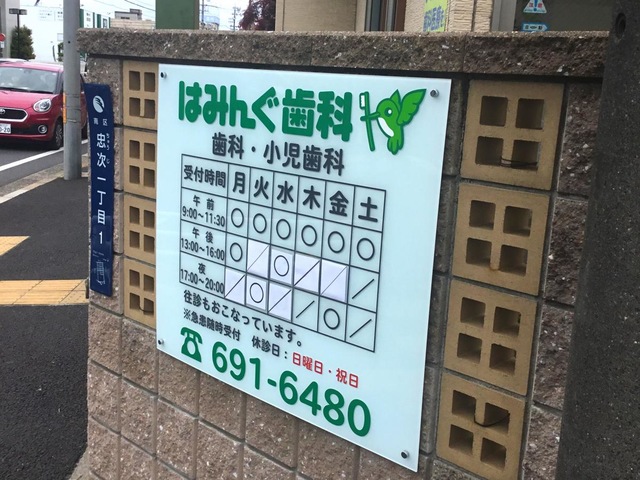 はみんぐ歯科
歯科・小児歯科
受付時間 月 火 水 木 金 土
午前 9:00〜11:30 ○ ○ ○ ○ ○ ○
午後 13:00〜16:00 ○ ／ ○ ／ ／ ／
夜 17:00〜20:00 ／ ○ ／ ／ ○ ／
往診もおこなっています。
※急患随時受付 休診日：日曜日・祝日
☎691-6480
南区
忠次一丁目 1